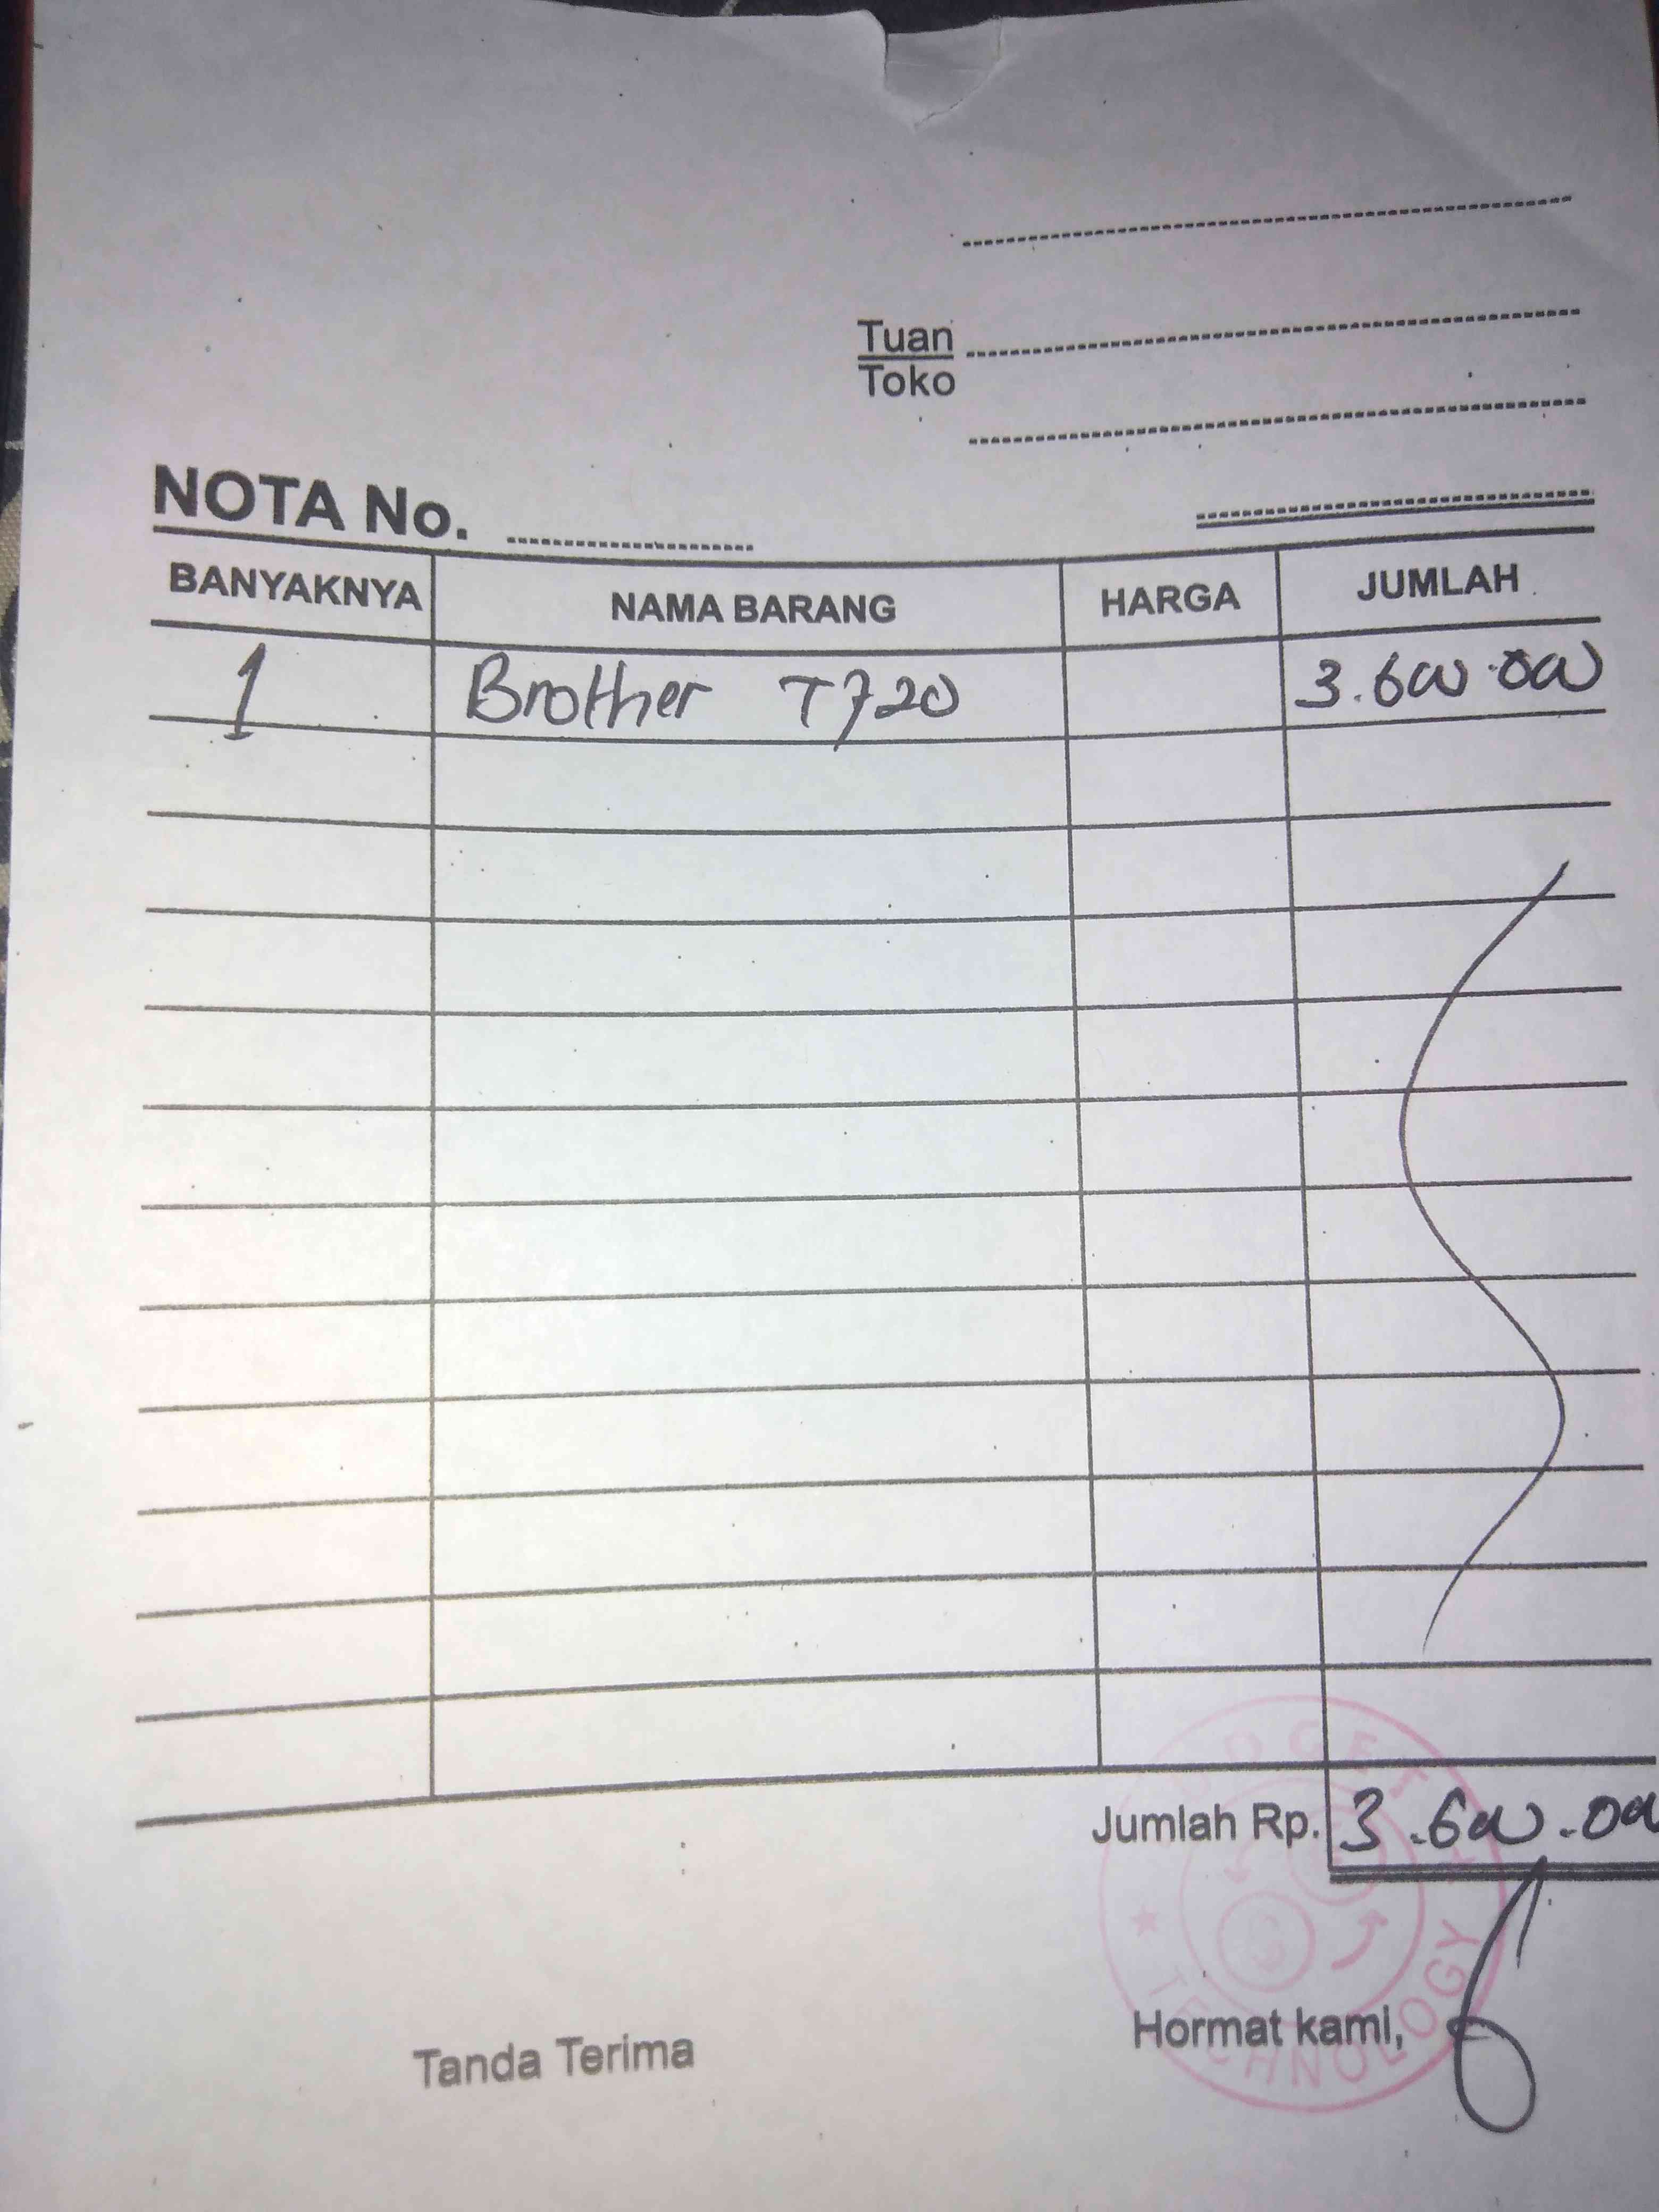 Tuan
Toko
NOTA No.
BANYAKNYA NAMA BARANG HARGA JUMLAH
1 Brother T720 3.600.000
Jumlah Rp. 3.600.000
Tanda Terima Hormat kami,
TECHNOLOGY